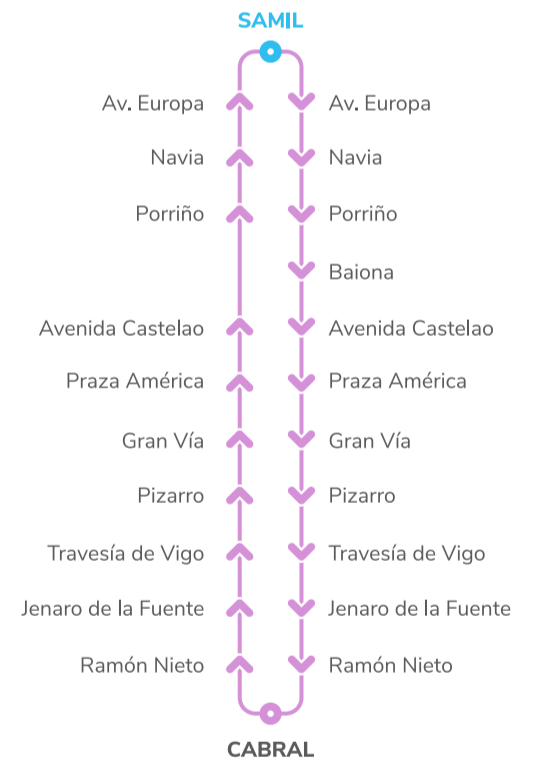 SAMIL
Av. Europa
Av. Europa
Navia
Navia
Porriño
Porriño
Baiona
Avenida Castelao
Avenida Castelao
Praza América
Praza América
Gran Vía
Gran Vía
Pizarro
Pizarro
Travesía de Vigo
Travesía de Vigo
Jenaro de la Fuente
Jenaro de la Fuente
Ramón Nieto
Ramón Nieto
CABRAL